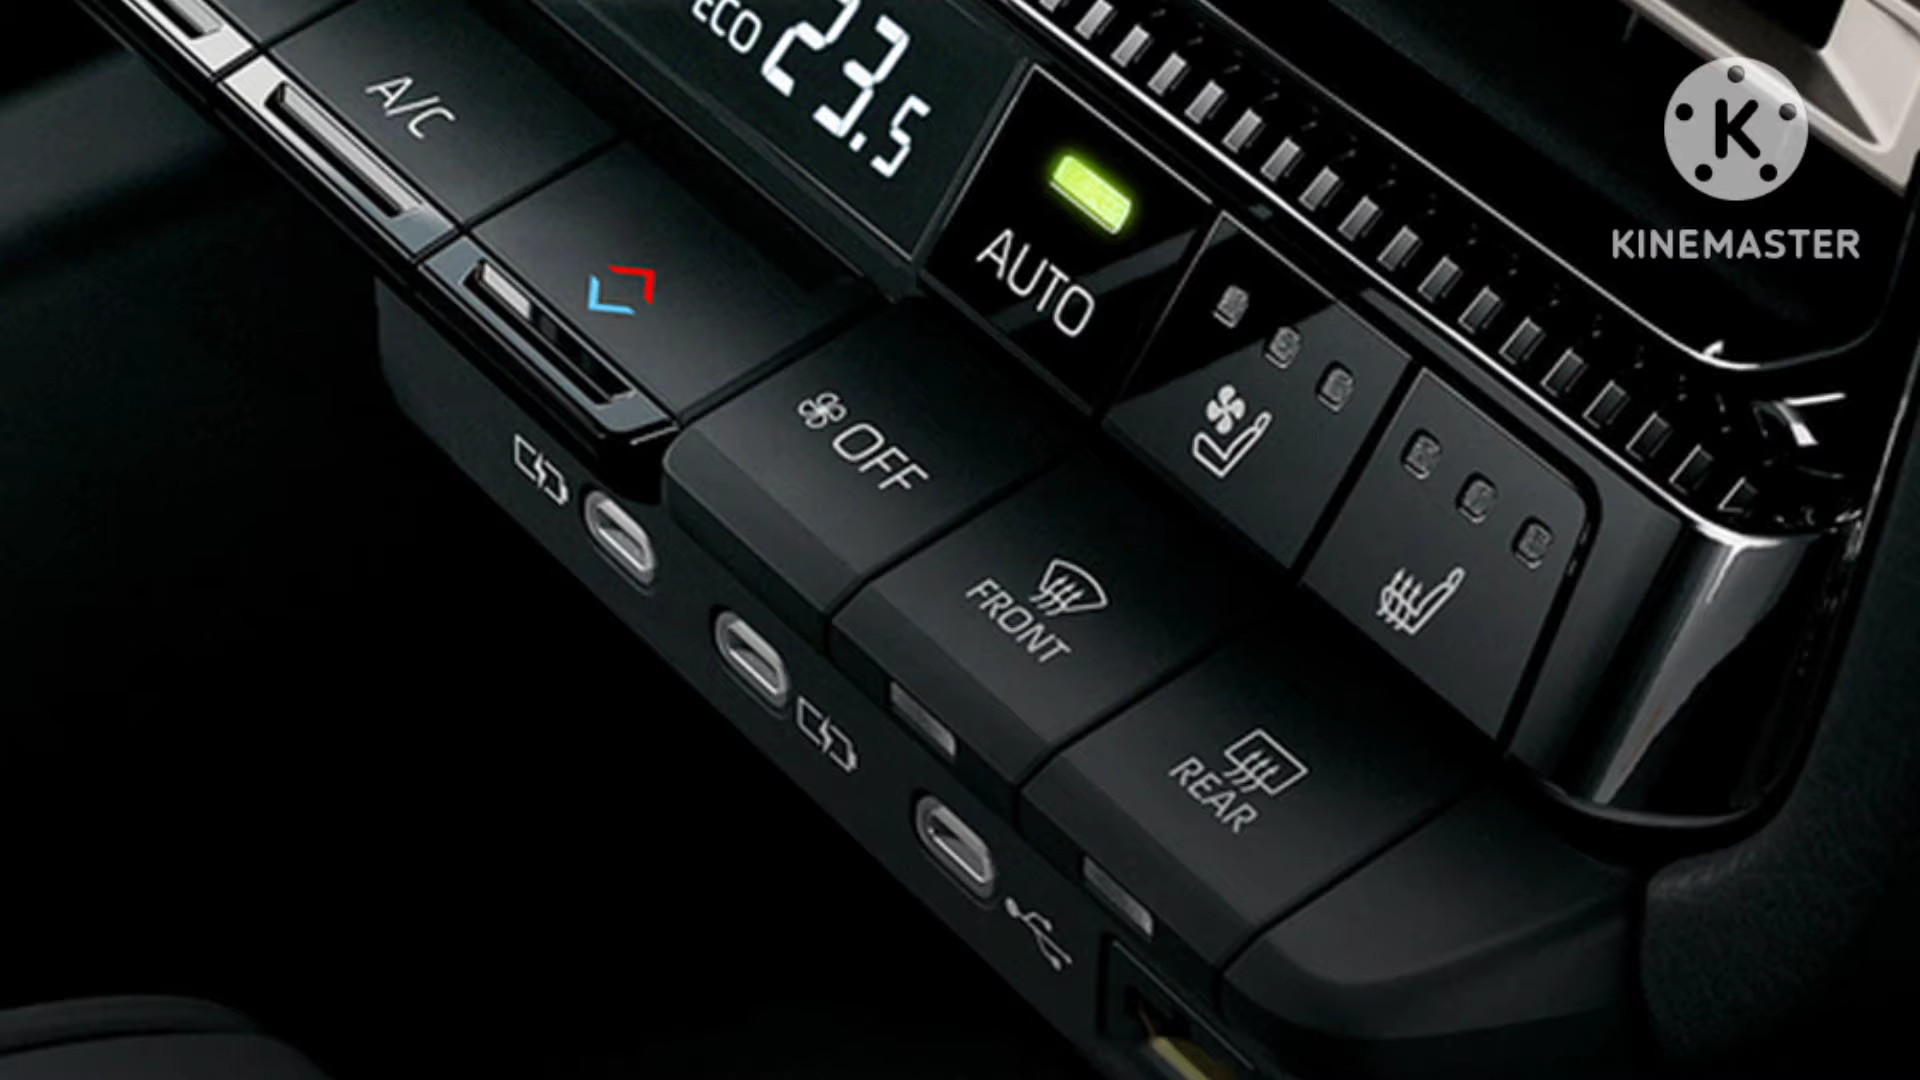 ECO 23.5
A/C
AUTO
OFF
FRONT
REAR
K
KINEMASTER